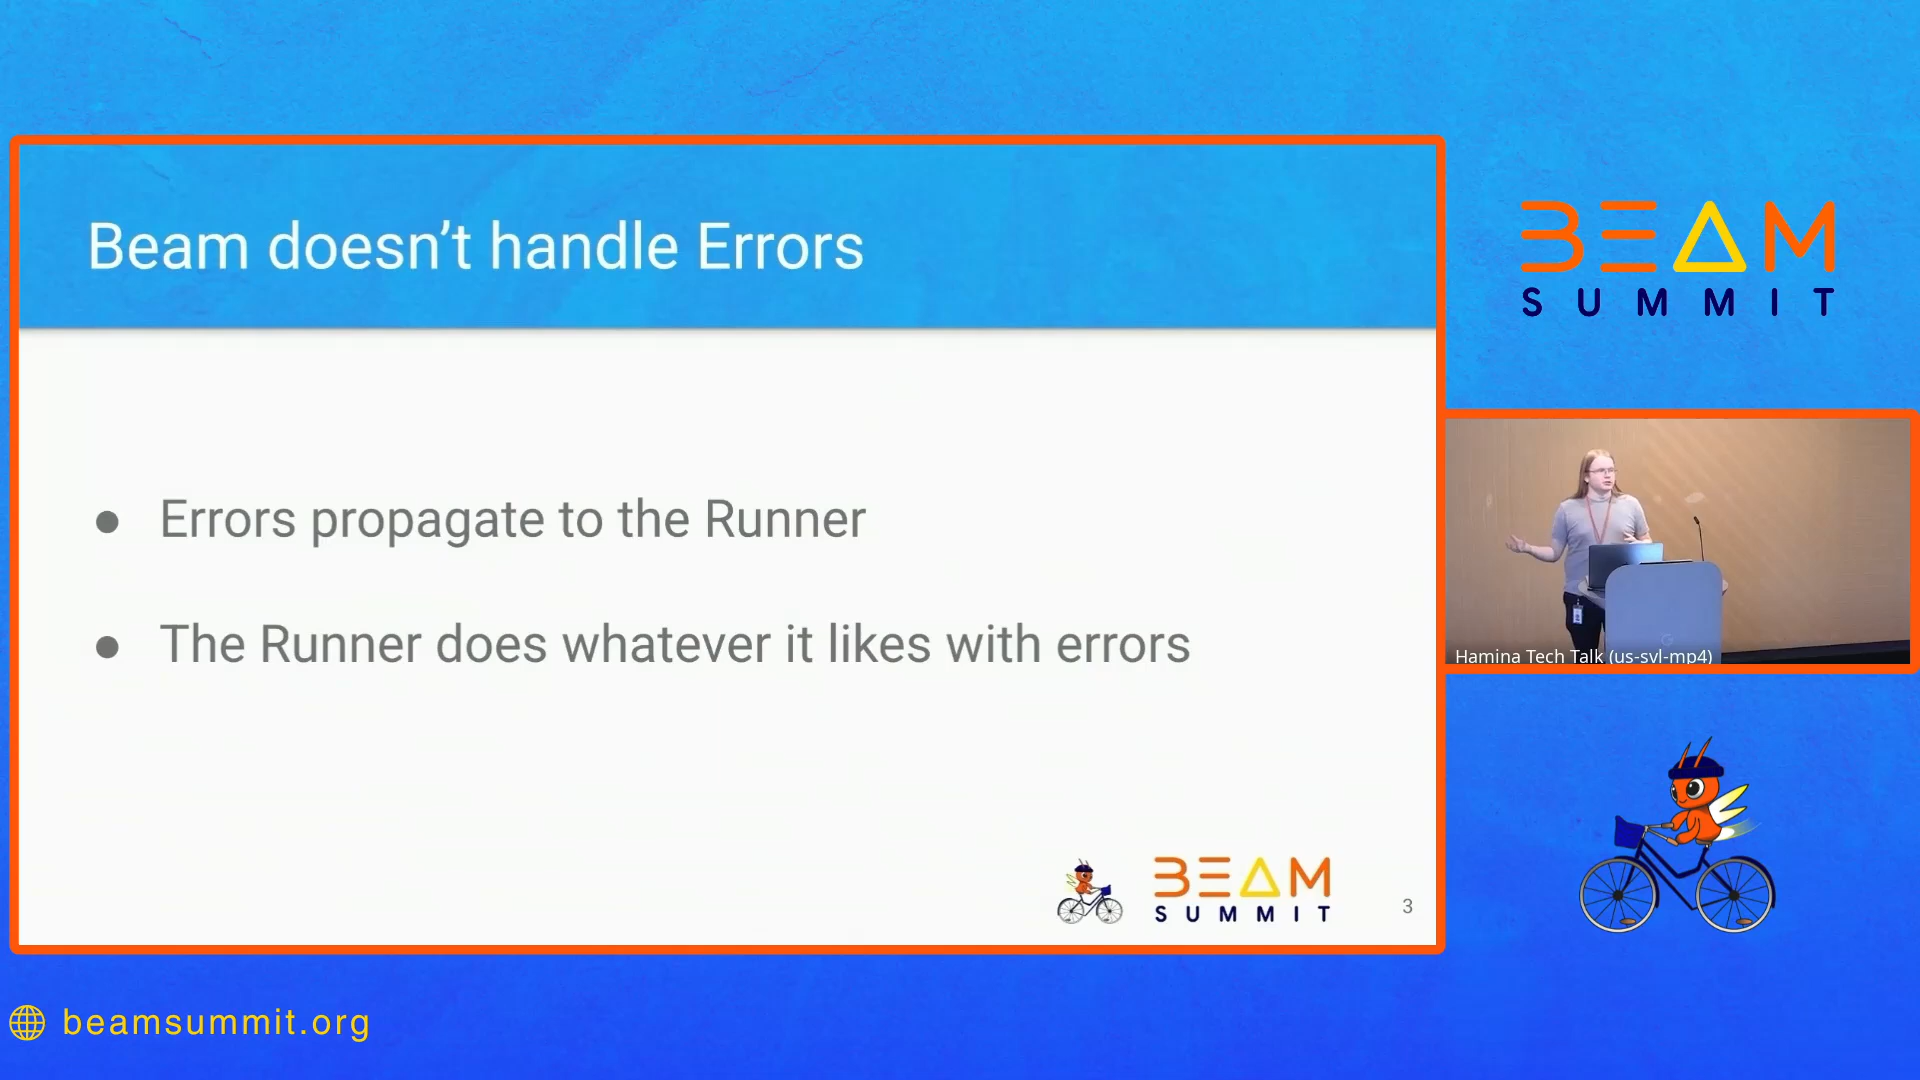 Beam doesn't handle Errors
● Errors propagate to the Runner
● The Runner does whatever it likes with errors
BEAM
SUMMIT
3
BEAM
SUMMIT
Hamina Tech Talk (us-svl-mp4)
beamsummit.org